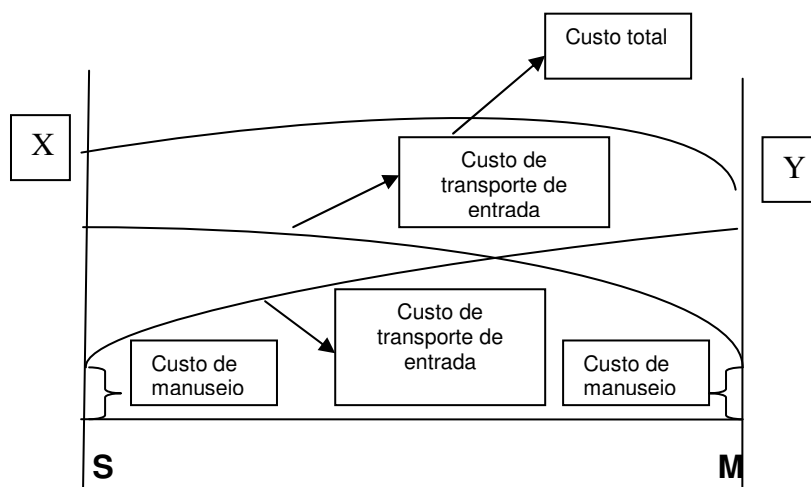 Custo total
X
Custo de
transporte de
entrada
Y
Custo de
transporte de
entrada
Custo de
manuseio
Custo de
manuseio
S
M